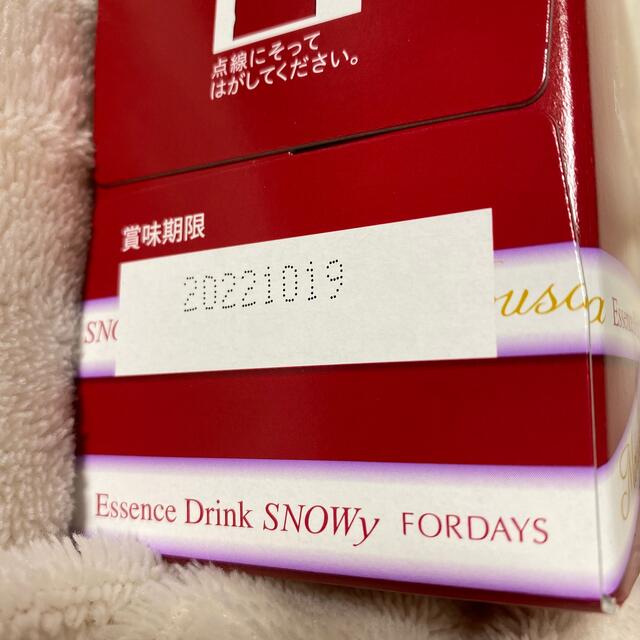 点線にそって
はがしてください。
賞味期限
20221019
SNO
usca
Essence Drink SNOWy FORDAYS